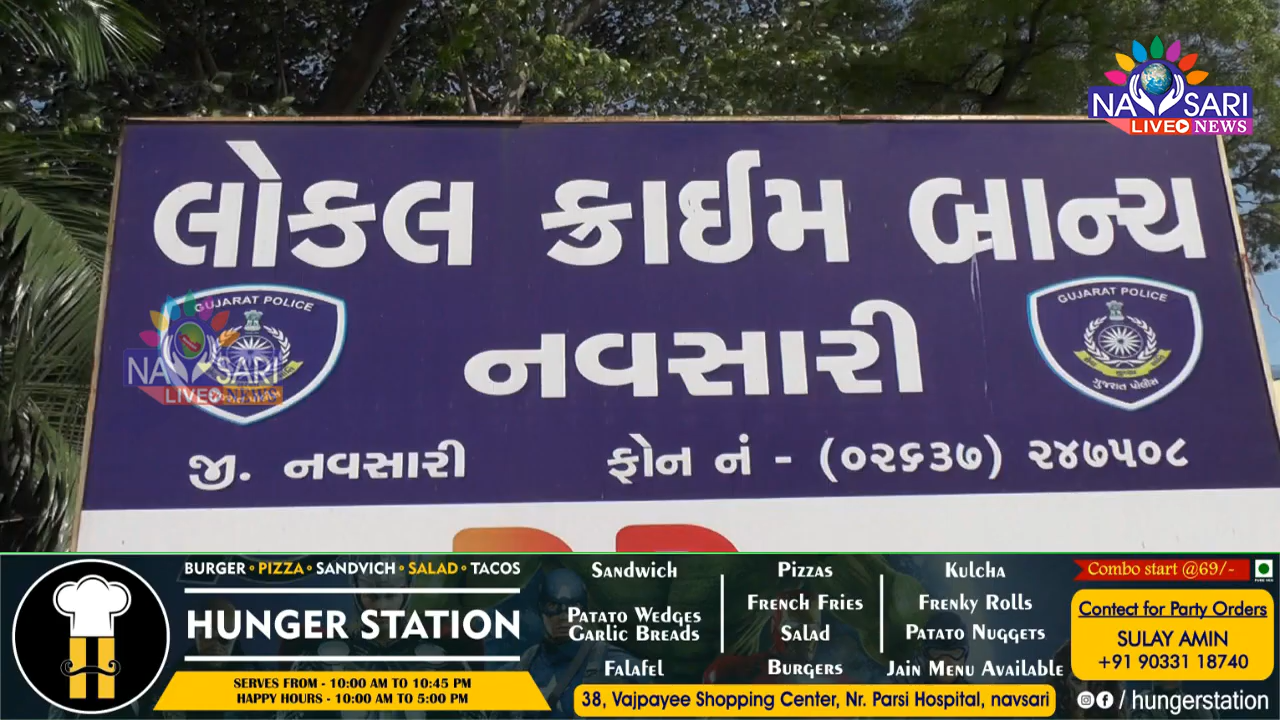 NAVSARI
LIVE NEWS
લોકલ ક્રાઈમ બ્રાન્ચ
નવસારી
GUJARAT POLICE
NAVSARI
LIVE NEWS
GUJARAT POLICE
ગુજરાત પોલીસ
જી. નવસારી
ફોન નં - (૦૨૬૩૭) ૨૪૭૫૦૮
BURGER • PIZZA • SANDVICH • SALAD • TACOS
HUNGER STATION
SERVES FROM - 10:00 AM TO 10:45 PM
HAPPY HOURS - 10:00 AM TO 5:00 PM
Sandwich
PATATO WEDGES
GARLIC BREADS
FALAFEL
PIZZAS
FRENCH FRIES
SALAD
BURGERS
KULCHA
FRENKY ROLLS
PATATO NUGGETS
JAIN MENU AVAILABLE
38, Vajpayee Shopping Center, Nr. Parsi Hospital, navsari
Combo start @69/-
Contect for Party Orders
SULAY AMIN
+91 90331 18740
/ hungerstation